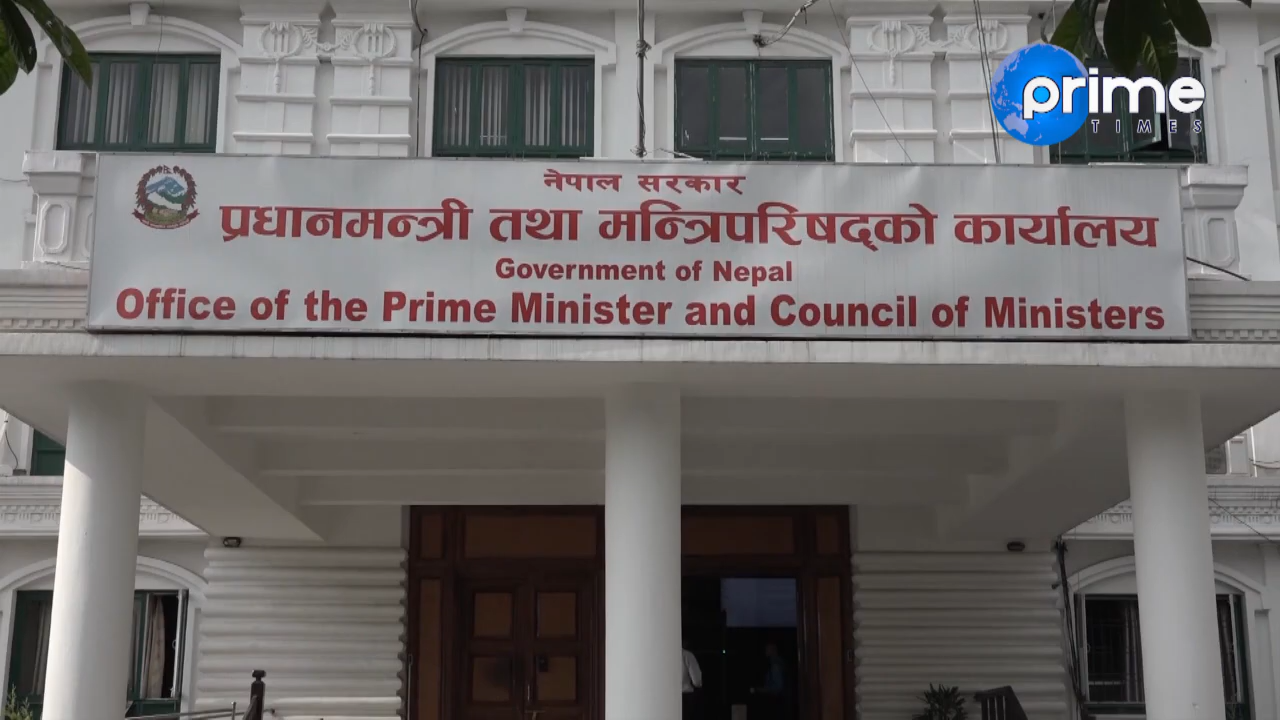 prime
TIMES
नेपाल सरकार
प्रधानमन्त्री तथा मन्त्रिपरिषद्को कार्यालय
Government of Nepal
Office of the Prime Minister and Council of Ministers